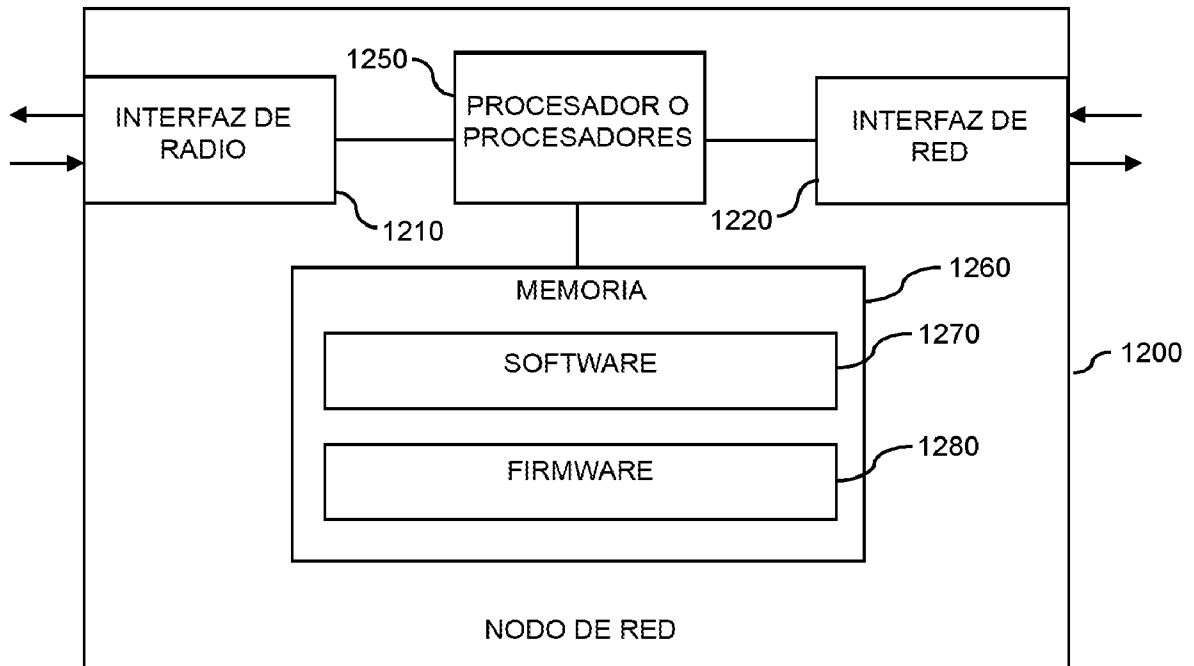 1250
INTERFAZ DE
RADIO
PROCESADOR O
PROCESADORES
INTERFAZ DE
RED
1210
1220
MEMORIA
1260
SOFTWARE
1270
1200
FIRMWARE
1280
NODO DE RED